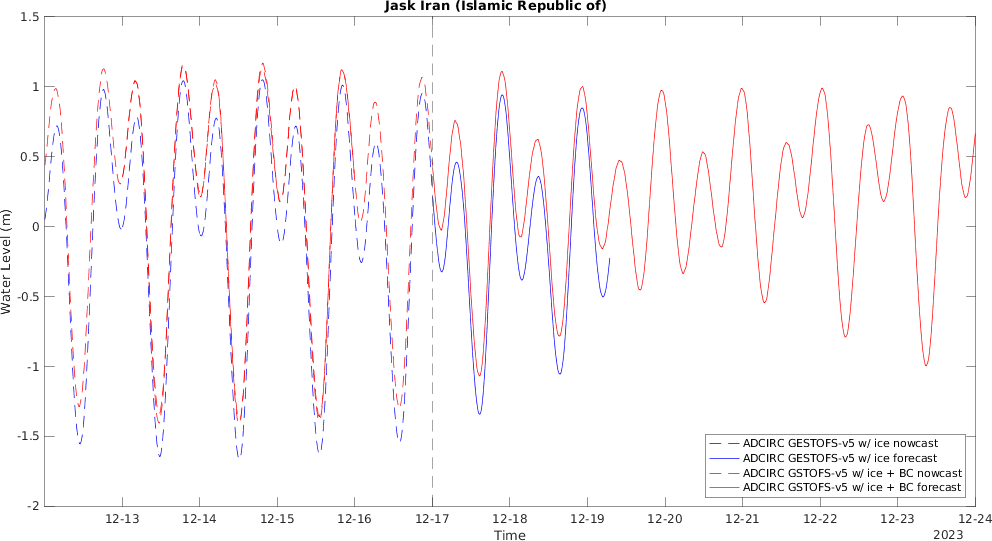 Jask Iran (Islamic Republic of)
1.5
1
0.5
0
-0.5
-1
-1.5
-2
Water Level (m)
12-13 12-14 12-15 12-16 12-17 12-18 12-19 12-20 12-21 12-22 12-23 12-24
Time
2023
ADCIRC GESTOFS-v5 w/ ice nowcast
ADCIRC GESTOFS-v5 w/ ice forecast
ADCIRC GSTOFS-v5 w/ ice + BC nowcast
ADCIRC GSTOFS-v5 w/ ice + BC forecast